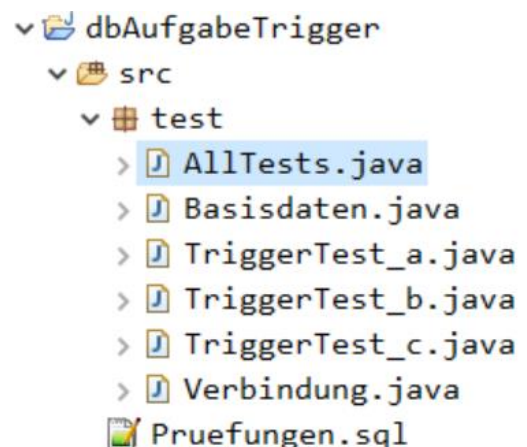 dbAufgabeTrigger
src
test
AllTests.java
Basisdaten.java
TriggerTest_a.java
TriggerTest_b.java
TriggerTest_c.java
Verbindung.java
Pruefungen.sql